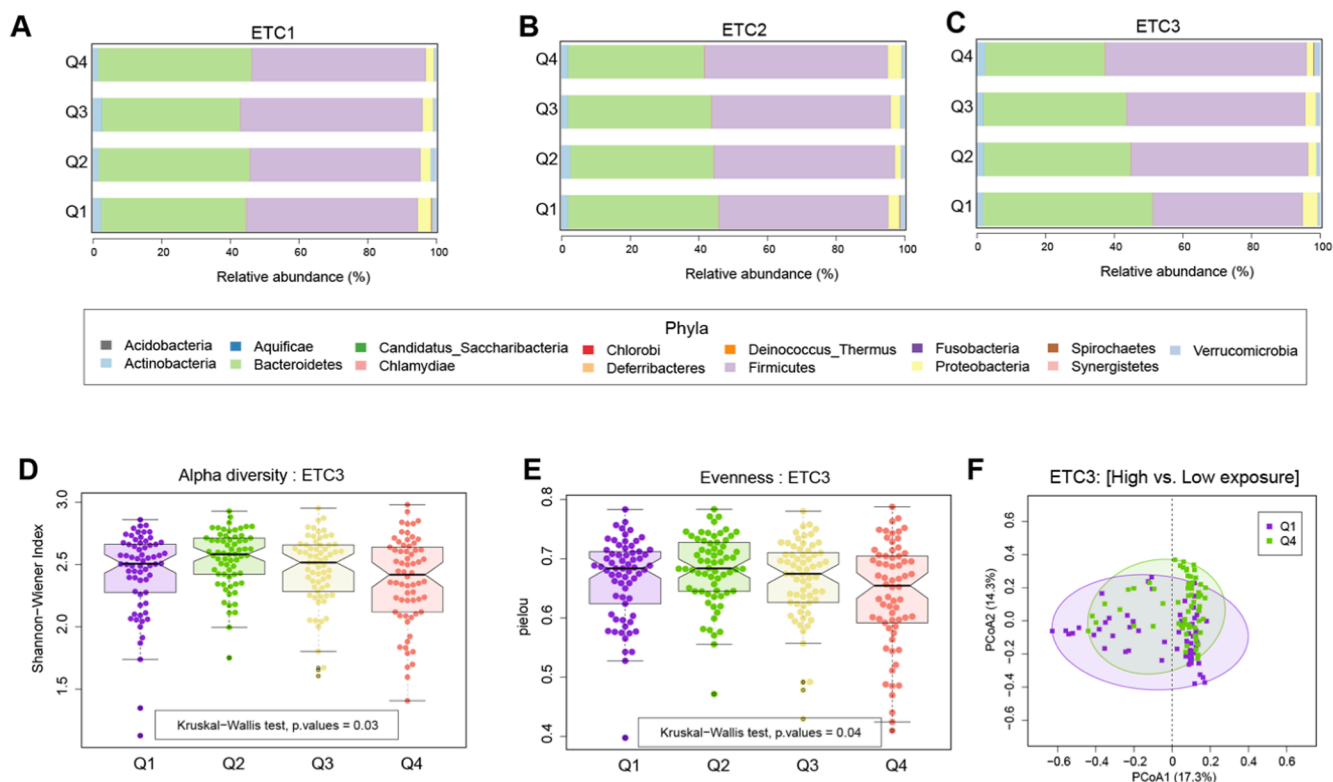 A
ETC1
Q4
Q3
Q2
Q1
0 20 40 60 80 100
Relative abundance (%)
B
ETC2
Q4
Q3
Q2
Q1
0 20 40 60 80 100
Relative abundance (%)
C
ETC3
Q4
Q3
Q2
Q1
0 20 40 60 80 100
Relative abundance (%)
Phyla
Acidobacteria Aquificae Candidatus_Saccharibacteria Chlorobi Deinococcus_Thermus Fusobacteria Spirochaetes Verrucomicrobia
Actinobacteria Bacteroidetes Chlamydiae Deferribacteres Firmicutes Proteobacteria Synergistetes
D
Alpha diversity : ETC3
Shannon−Wiener Index
3.0
2.5
2.0
1.5
Kruskal−Wallis test, p.values = 0.03
Q1 Q2 Q3 Q4
E
Evenness : ETC3
pielou
0.8
0.7
0.6
0.5
0.4
Kruskal−Wallis test, p.values = 0.04
Q1 Q2 Q3 Q4
F
ETC3: [High vs. Low exposure]
Q1
Q4
PCoA2 (14.3%)
0.6
0.4
0.2
0.0
−0.2
−0.4
−0.6
−0.6 −0.4 −0.2 0.0 0.2 0.4 0.6
PCoA1 (17.3%)